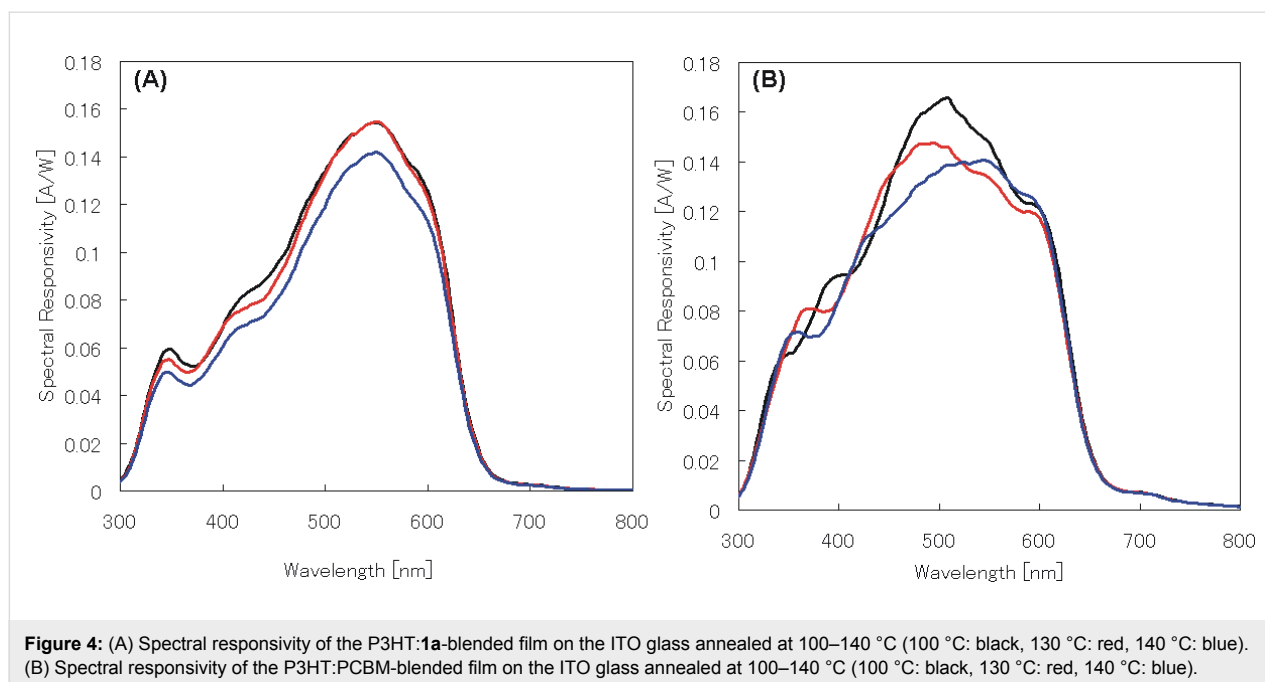 (A)
Spectral Responsivity [A/W]
0.18
0.16
0.14
0.12
0.1
0.08
0.06
0.04
0.02
0
300 400 500 600 700 800
Wavelength [nm]
(B)
Spectral Responsivity [A/W]
0.18
0.16
0.14
0.12
0.1
0.08
0.06
0.04
0.02
0
300 400 500 600 700 800
Wavelength [nm]
Figure 4: (A) Spectral responsivity of the P3HT:1a-blended film on the ITO glass annealed at 100–140 °C (100 °C: black, 130 °C: red, 140 °C: blue).
(B) Spectral responsivity of the P3HT:PCBM-blended film on the ITO glass annealed at 100–140 °C (100 °C: black, 130 °C: red, 140 °C: blue).